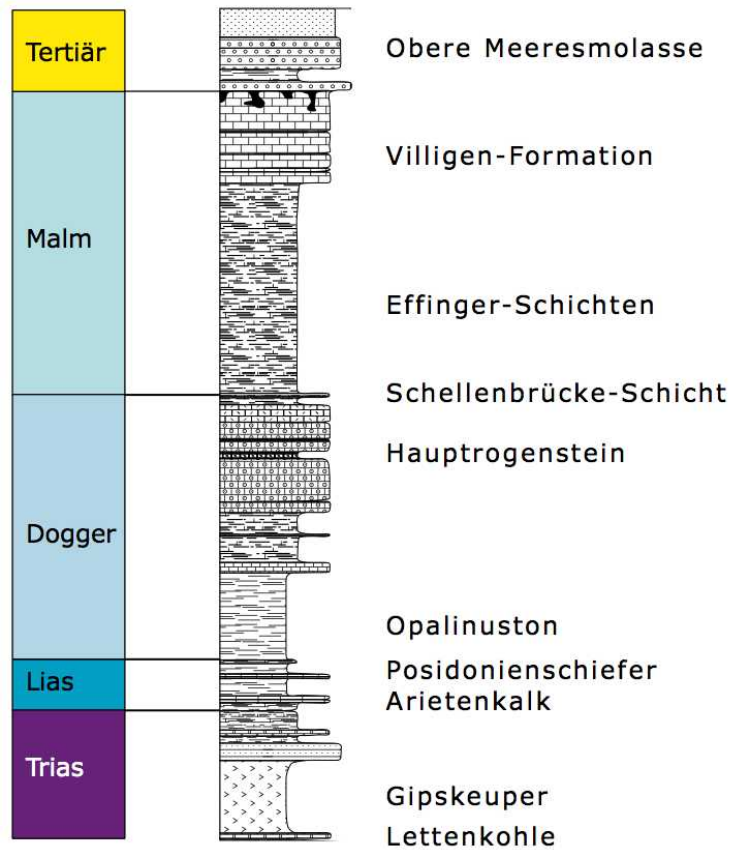 Tertiär
Obere Meeresmolasse
Villigen-Formation
Malm
Effinger-Schichten
Schellenbrücke-Schicht
Hauptrogenstein
Dogger
Opalinuston
Posidonienschiefer
Lias
Arietenkalk
Trias
Gipskeuper
Lettenkohle